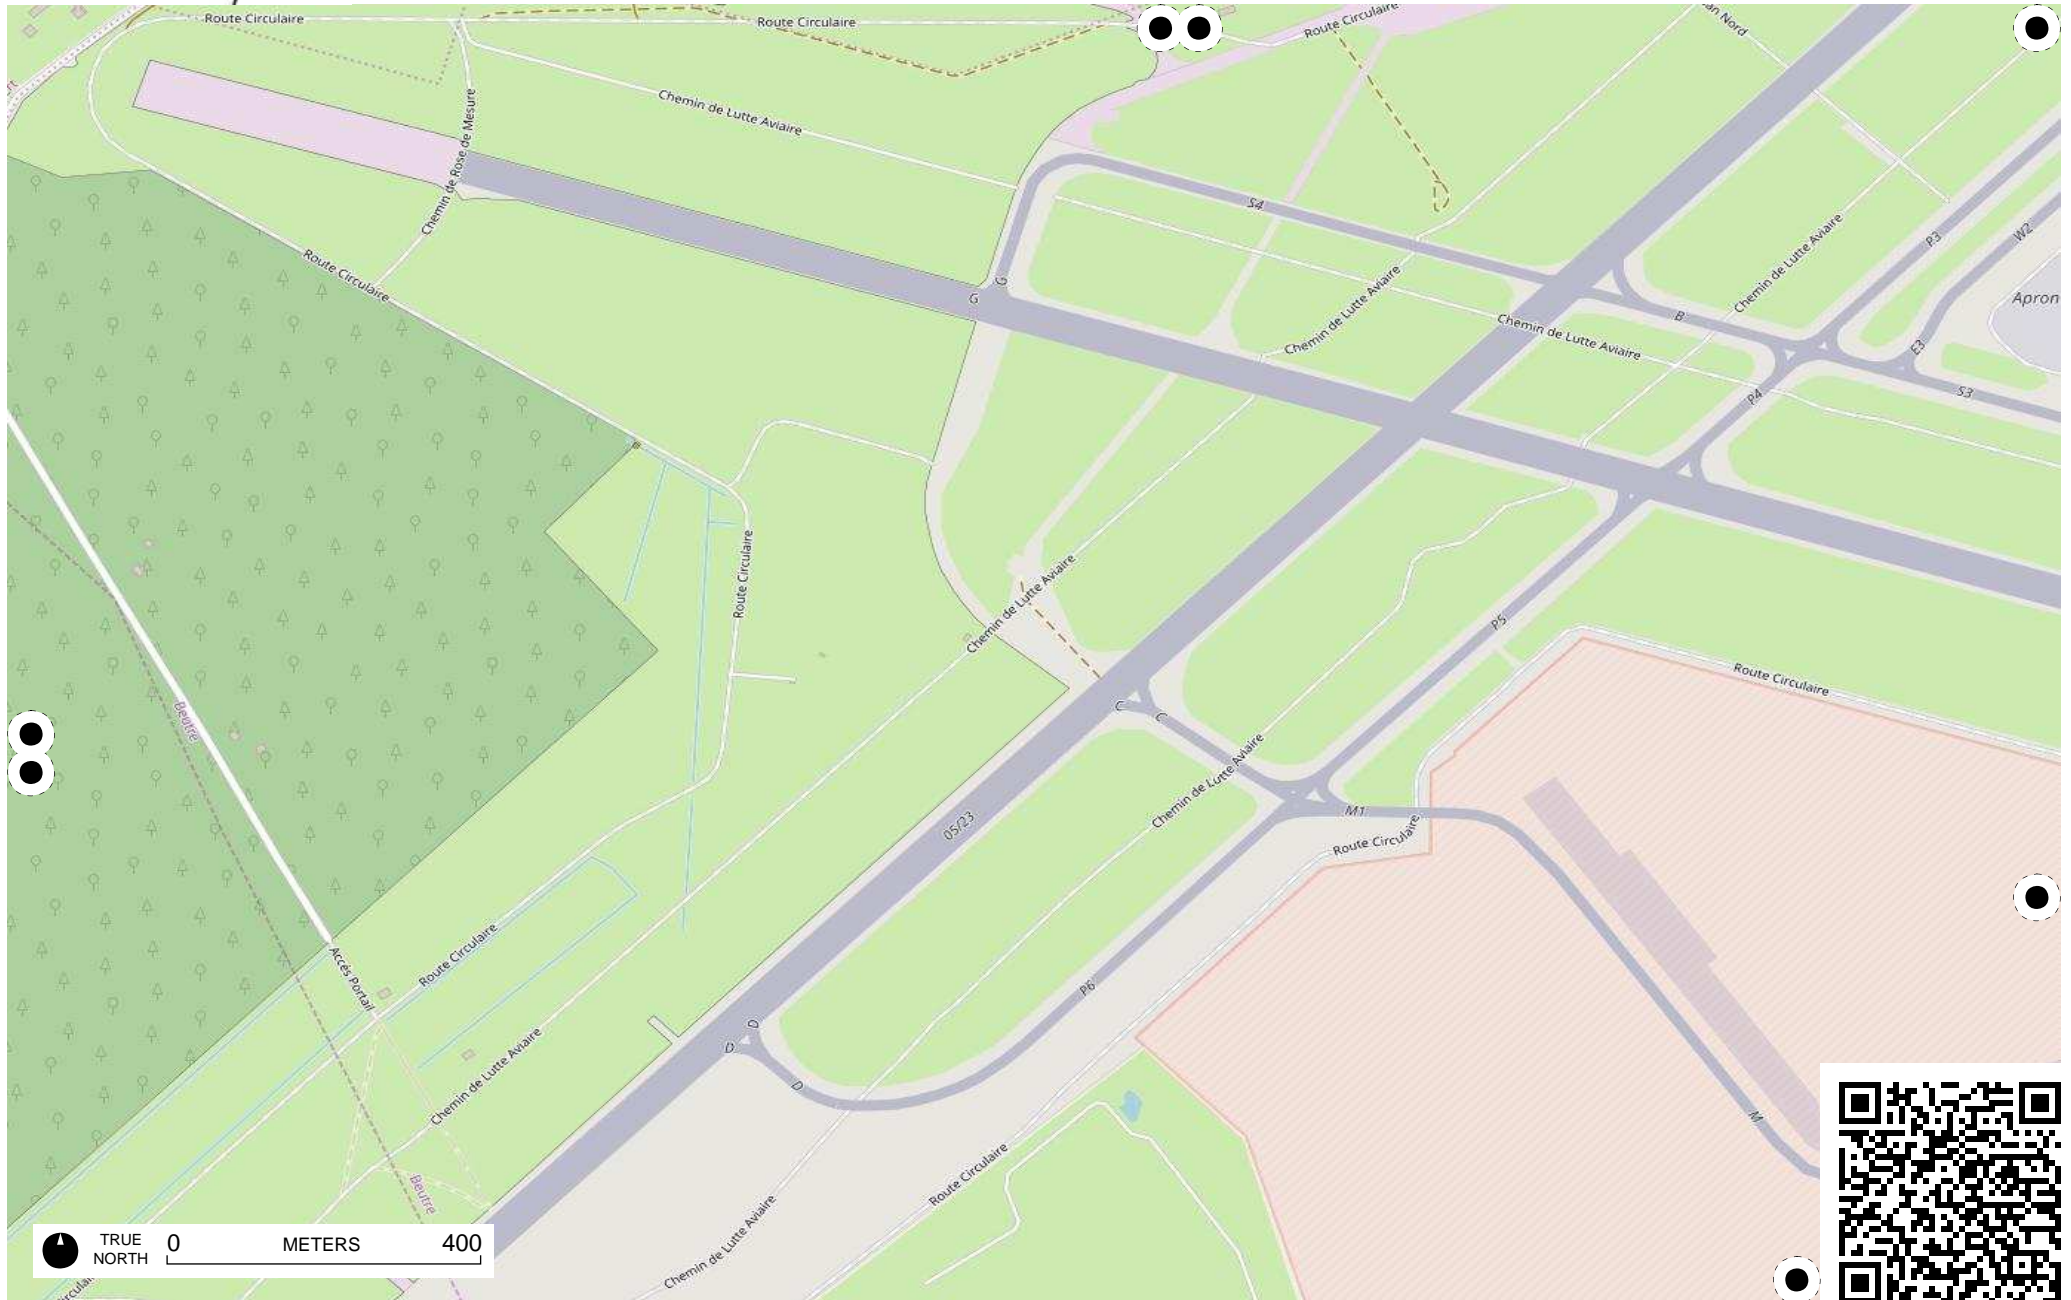 Route Circulaire
Route Circulaire
Route Circulaire
an Nord
Chemin de Lutte Aviaire
Chemin de Rose de Mesure
S4
Chemin de Lutte Aviaire
P3
W2
Route Circulaire
G
G
Chemin de Lutte Aviaire
Apron
B
Chemin de Lutte Aviaire
E3
P4
S3
Route Circulaire
Chemin de Lutte Aviaire
P5
Route Circulaire
Beutre
C
C
Chemin de Lutte Aviaire
05/23
M1
Route Circulaire
Route Circulaire
Accès Portail
P6
D
D
D
Chemin de Lutte Aviaire
M
Route Circulaire
Beutre
Chemin de Lutte Aviaire
TRUE
NORTH
0 METERS 400